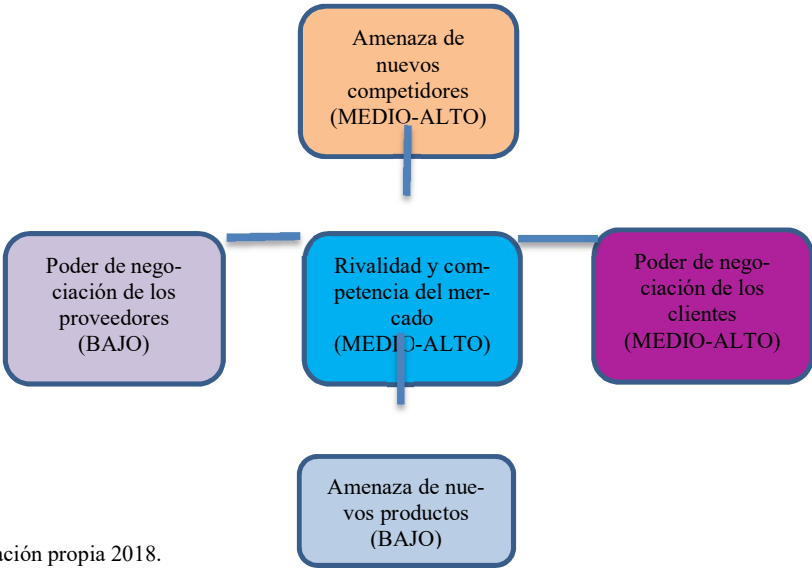 Amenaza de
nuevos
competidores
(MEDIO-ALTO)
Poder de nego-
ciación de los
proveedores
(BAJO)
Rivalidad y com-
petencia del mer-
cado
(MEDIO-ALTO)
Poder de nego-
ciación de los
clientes
(MEDIO-ALTO)
Amenaza de nue-
vos productos
(BAJO)
propia 2018.